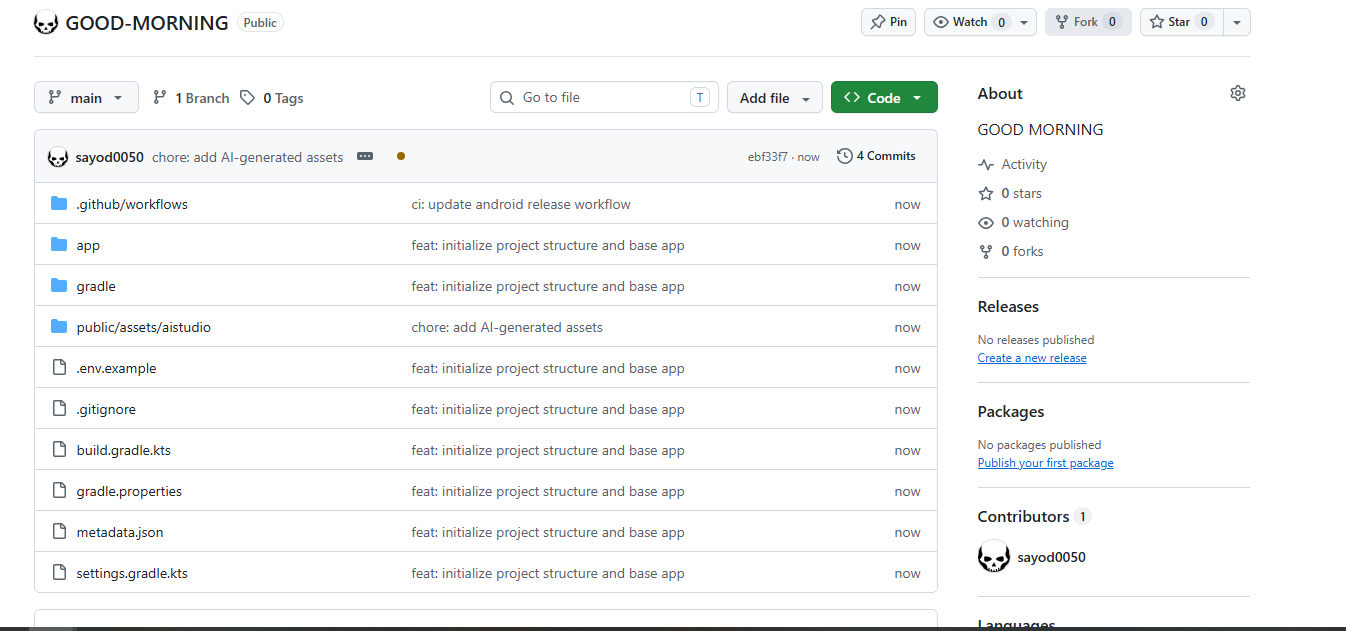 GOOD-MORNING Public Pin Watch 0 Fork 0 Star 0
main 1 Branch 0 Tags Go to file T Add file Code
sayod0050 chore: add AI-generated assets ebf33f7 · now 4 Commits
.github/workflows ci: update android release workflow now
app feat: initialize project structure and base app now
gradle feat: initialize project structure and base app now
public/assets/aistudio chore: add AI-generated assets now
.env.example feat: initialize project structure and base app now
.gitignore feat: initialize project structure and base app now
build.gradle.kts feat: initialize project structure and base app now
gradle.properties feat: initialize project structure and base app now
metadata.json feat: initialize project structure and base app now
settings.gradle.kts feat: initialize project structure and base app now
About
GOOD MORNING
Activity
0 stars
0 watching
0 forks
Releases
No releases published
Create a new release
Packages
No packages published
Publish your first package
Contributors 1
sayod0050
Languages